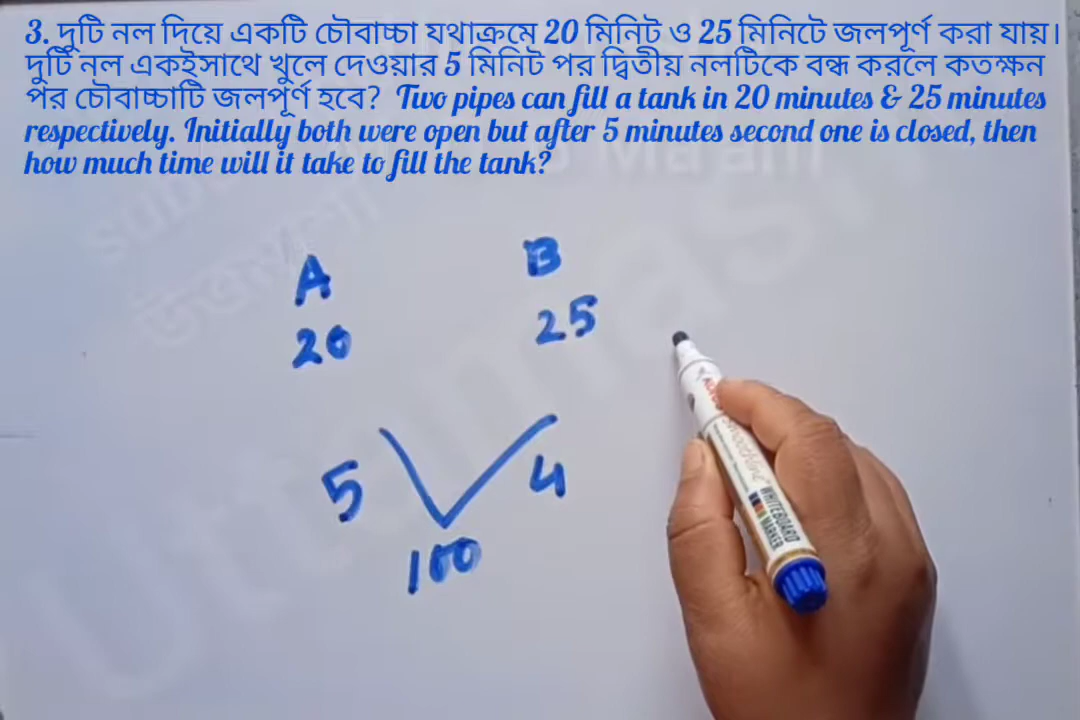 3. দুটি নল দিয়ে একটি চৌবাচ্চা যথাক্রমে 20 মিনিট ও 25 মিনিটে জলপূর্ণ করা যায়।
দুটি নল একইসাথে খুলে দেওয়ার 5 মিনিট পর দ্বিতীয় নলটিকে বন্ধ করলে কতক্ষন
পর চৌবাচ্চাটি জলপূর্ণ হবে? Two pipes can fill a tank in 20 minutes & 25 minutes
respectively. Initially both were open but after 5 minutes second one is closed, then
how much time will it take to fill the tank?
A B
20 25
5 4
100
WHITEBOARD
MARKER